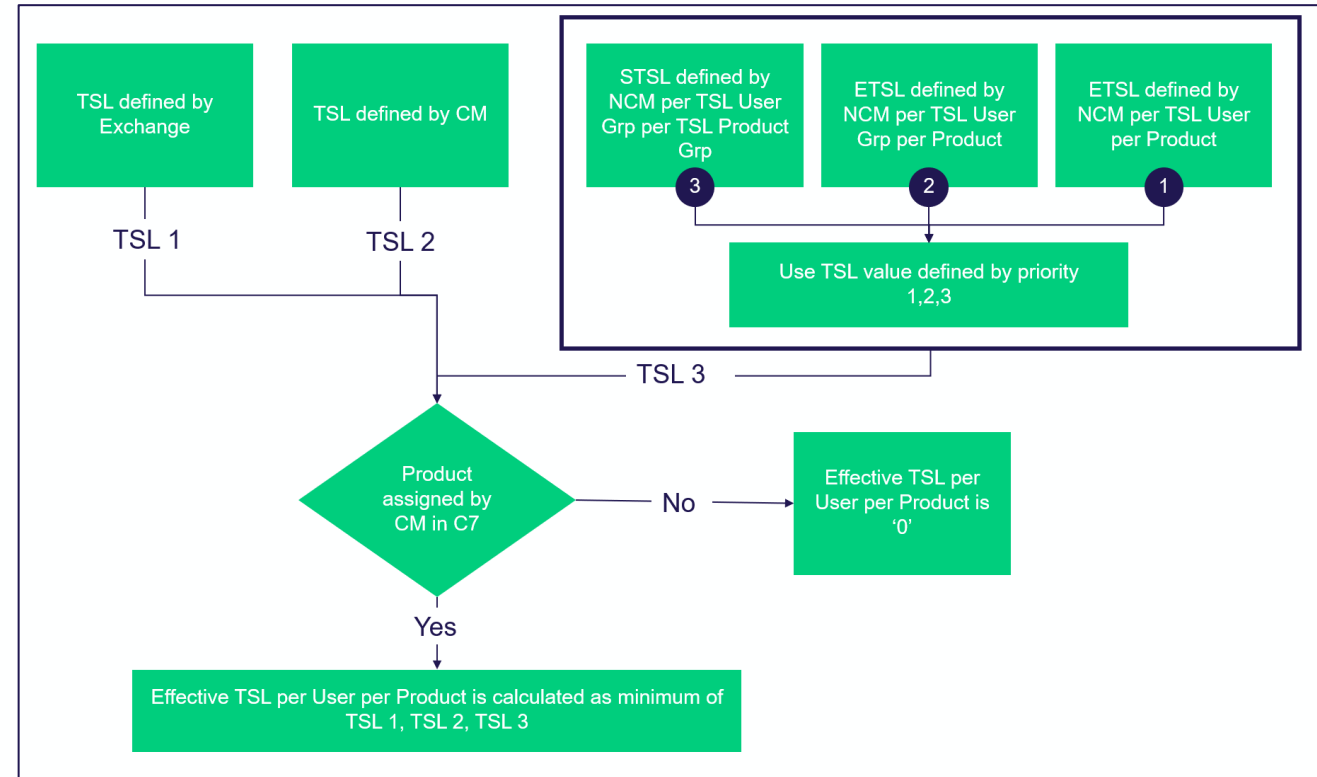 TSL defined by
Exchange
TSL defined by CM
STSL defined by
NCM per TSL User
Grp per TSL Product
Grp
ETSL defined by
NCM per TSL User
Grp per Product
ETSL defined by
NCM per TSL User
per Product
3
2
1
TSL 1
TSL 2
Use TSL value defined by priority
1,2,3
TSL 3
Product
assigned by
CM in C7
No
Effective TSL per
User per Product is
‘0’
Yes
Effective TSL per User per Product is calculated as minimum of
TSL 1, TSL 2, TSL 3